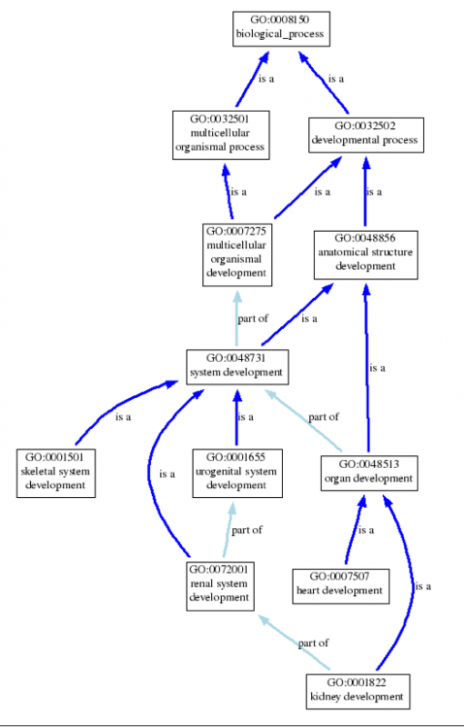 GO:0008150
biological_process
is a
is a
GO:0032501
multicellular
organismal process
GO:0032502
developmental process
is a
is a
is a
GO:0007275
multicellular
organismal
development
GO:0048856
anatomical structure
development
part of
is a
GO:0048731
system development
is a
is a
is a
is a
part of
GO:0001501
skeletal system
development
GO:0001655
urogenital system
development
GO:0048513
organ development
part of
is a
GO:0072001
renal system
development
GO:0007507
heart development
is a
part of
GO:0001822
kidney development